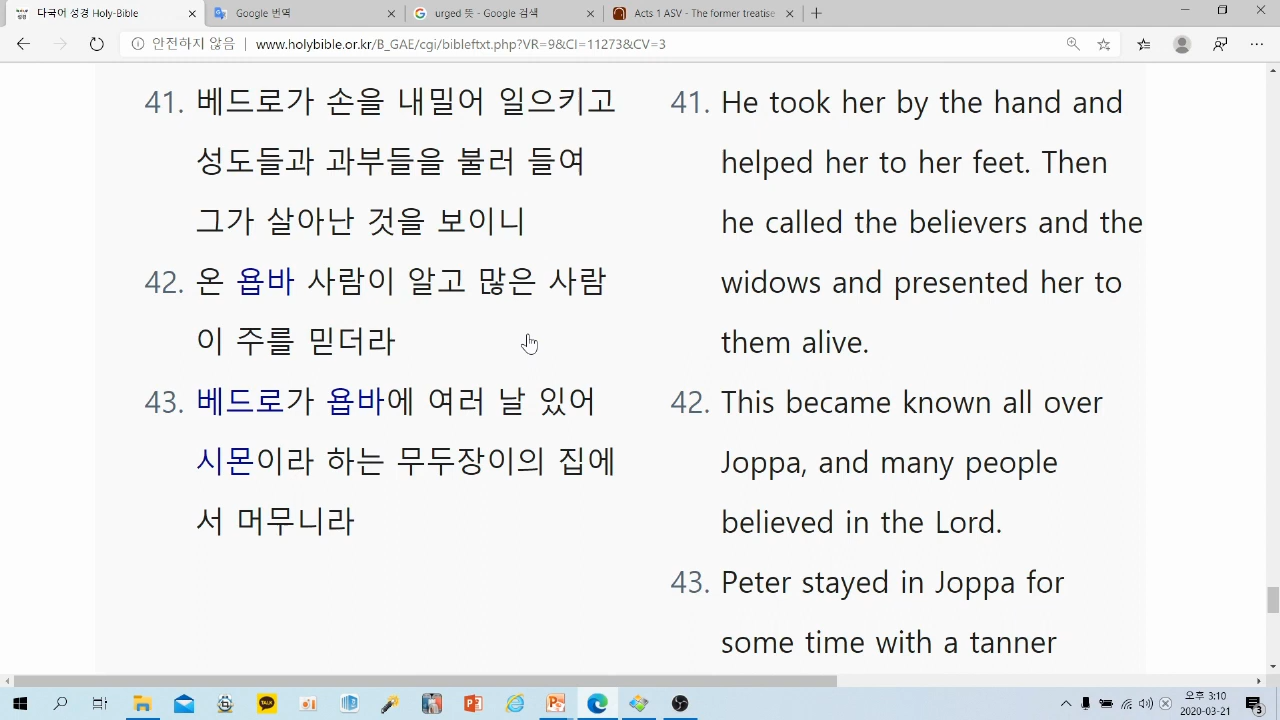 다국어 성경 Holy-Bible
Google 번역
urged 뜻 - Google 검색
Acts 1 ASV - The former treatise
안전하지 않음
www.holybible.or.kr/B_GAE/cgi/bibleftxt.php?VR=9&CI=11273&CV=3
41. 베드로가 손을 내밀어 일으키고
성도들과 과부들을 불러 들여
그가 살아난 것을 보이니
42. 온 욥바 사람이 알고 많은 사람
이 주를 믿더라
43. 베드로가 욥바에 여러 날 있어
시몬이라 하는 무두장이의 집에
서 머무니라
41. He took her by the hand and
helped her to her feet. Then
he called the believers and the
widows and presented her to
them alive.
42. This became known all over
Joppa, and many people
believed in the Lord.
43. Peter stayed in Joppa for
some time with a tanner
TALK
오후 3:10
2020-03-21
3